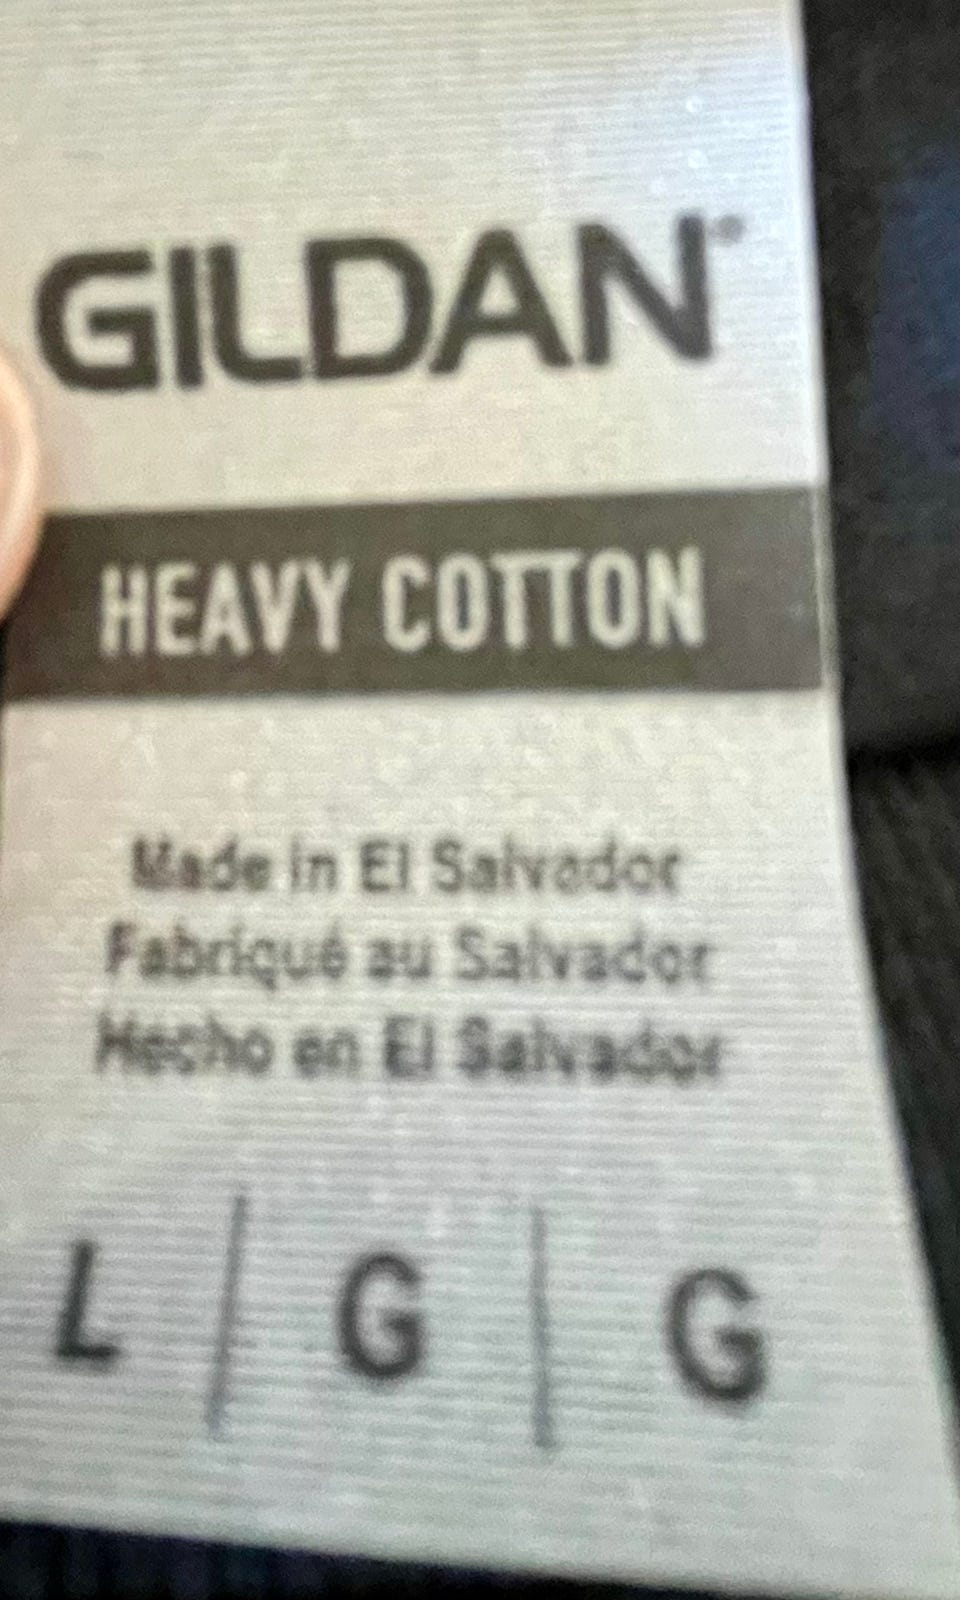 GILDAN®
HEAVY COTTON
Made in El Salvador
Fabriqué au Salvador
Hecho en El Salvador
L | G | G